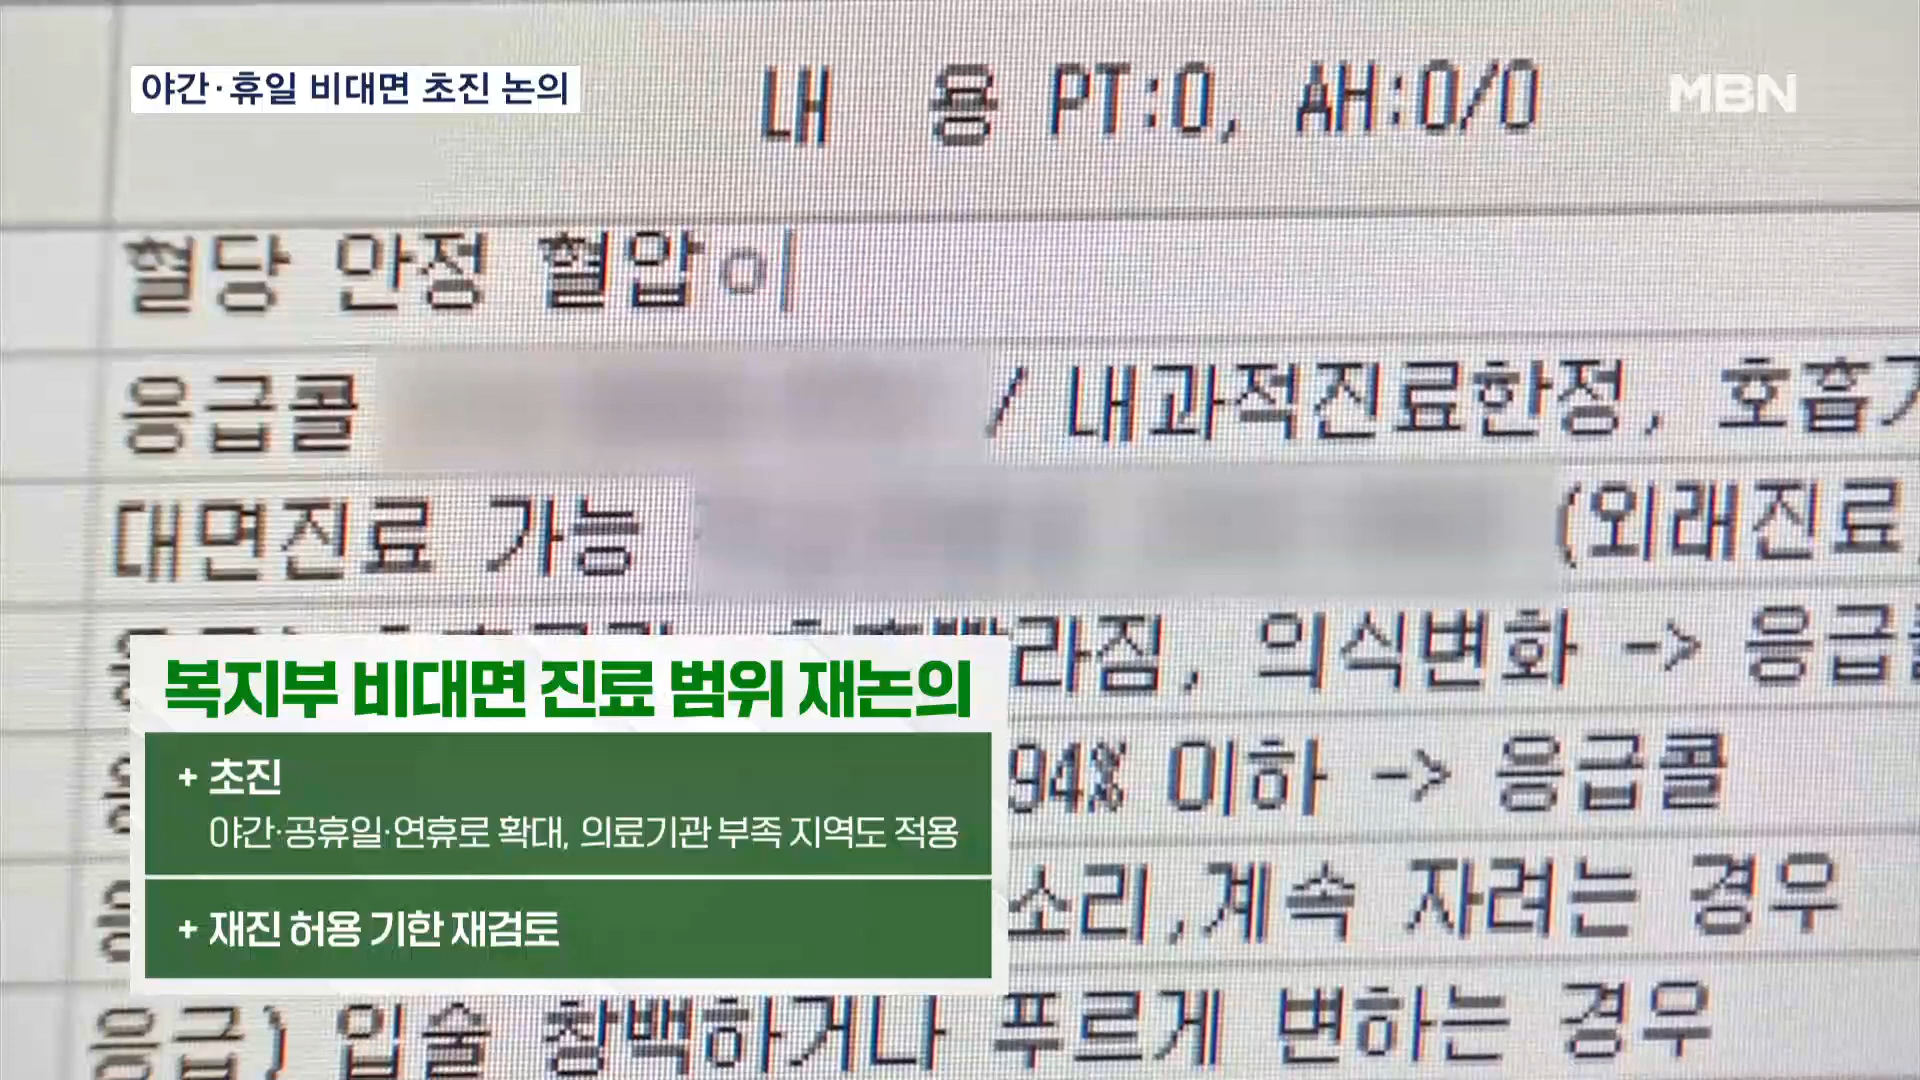 야간·휴일 비대면 초진 논의
MBN
내 용 PT:0, AH:0/0
혈당 안정 혈압이
응급콜 / 내과적진료한정, 호흡기
대면진료 가능 (외래진료
라짐, 의식변화 -> 응급콜
94% 이하 -> 응급콜
소리,계속 자려는 경우
응급) 입술 창백하거나 푸르게 변하는 경우
복지부 비대면 진료 범위 재논의
+ 초진
야간·공휴일·연휴로 확대, 의료기관 부족 지역도 적용
+ 재진 허용 기한 재검토